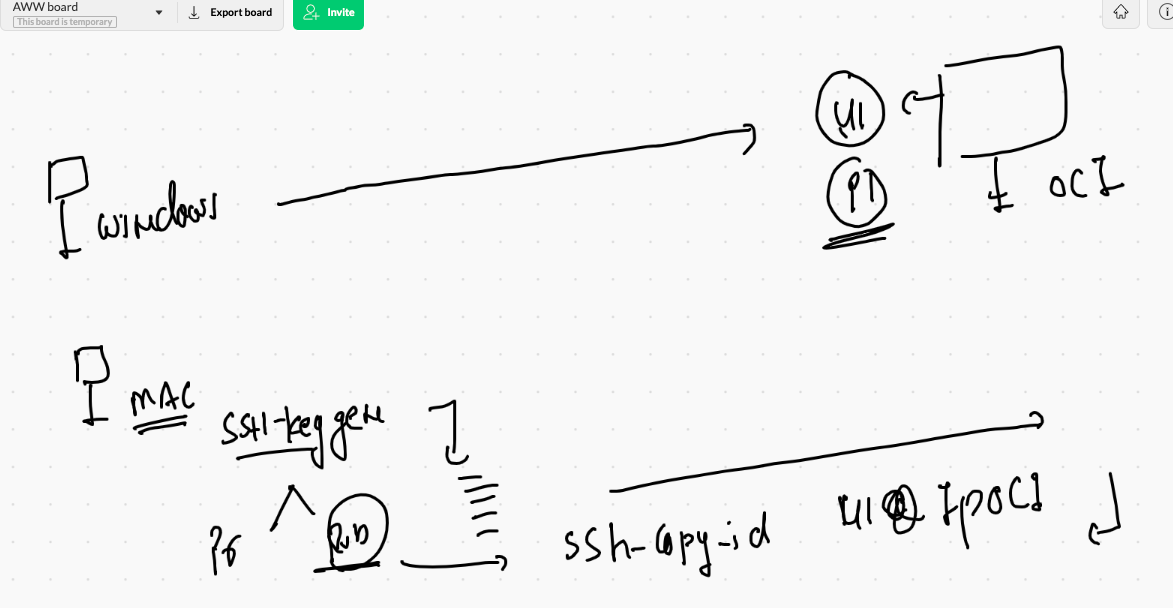 AWW board
This board is temporary
Export board
Invite
U1
P1
OCI
windows
MAC
SSH-keygen
Pr
Pub
ssh-copy-id
U1@IpOCI